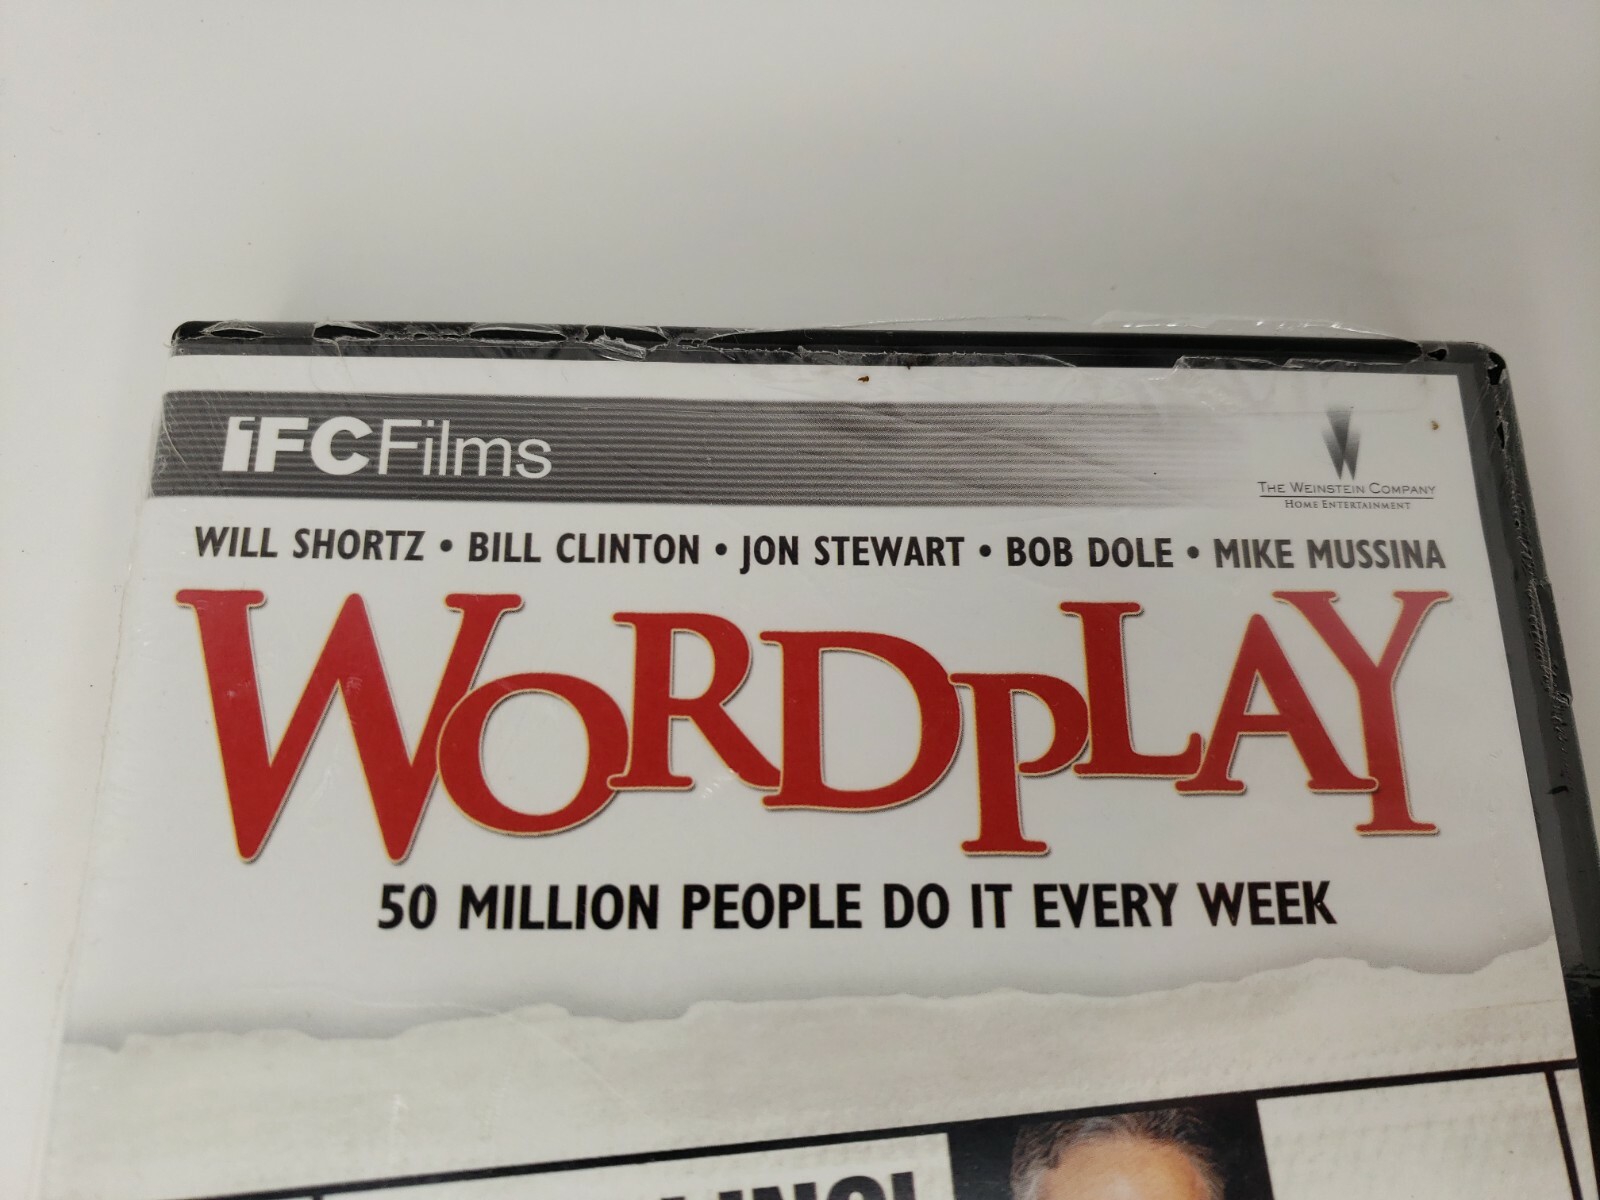 iFC Films
THE WEINSTEIN COMPANY
HOME ENTERTAINMENT
WILL SHORTZ • BILL CLINTON • JON STEWART • BOB DOLE • MIKE MUSSINA
WORDPLAY
50 MILLION PEOPLE DO IT EVERY WEEK